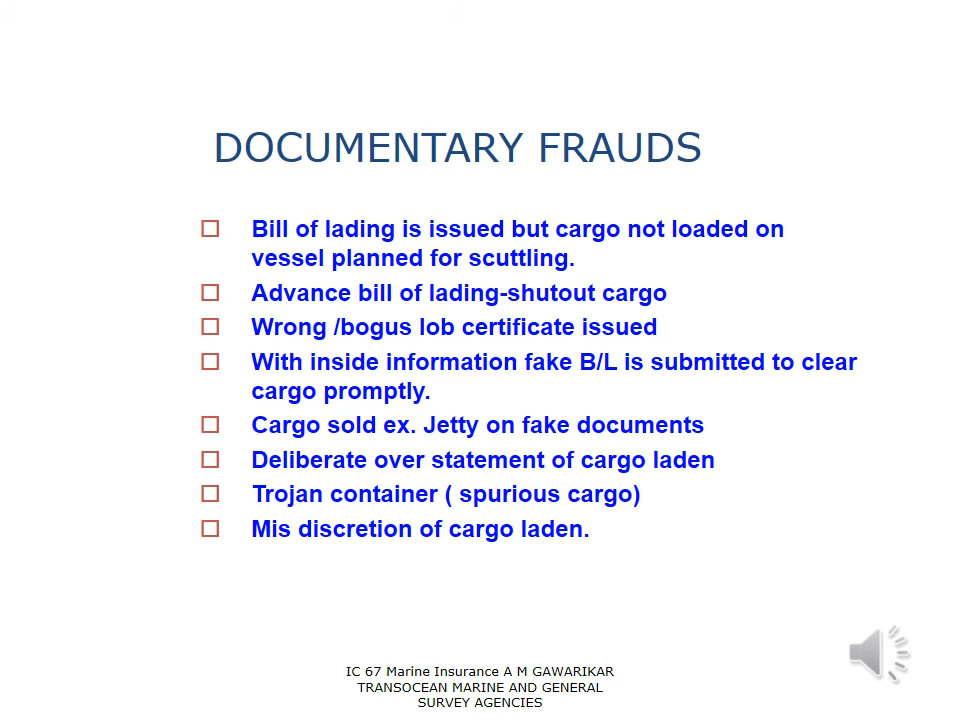 DOCUMENTARY FRAUDS
Bill of lading is issued but cargo not loaded on
vessel planned for scuttling.
Advance bill of lading-shutout cargo
Wrong /bogus lob certificate issued
With inside information fake B/L is submitted to clear
cargo promptly.
Cargo sold ex. Jetty on fake documents
Deliberate over statement of cargo laden
Trojan container ( spurious cargo)
Mis discretion of cargo laden.
IC 67 Marine Insurance A M GAWARIKAR
TRANSOCEAN MARINE AND GENERAL
SURVEY AGENCIES